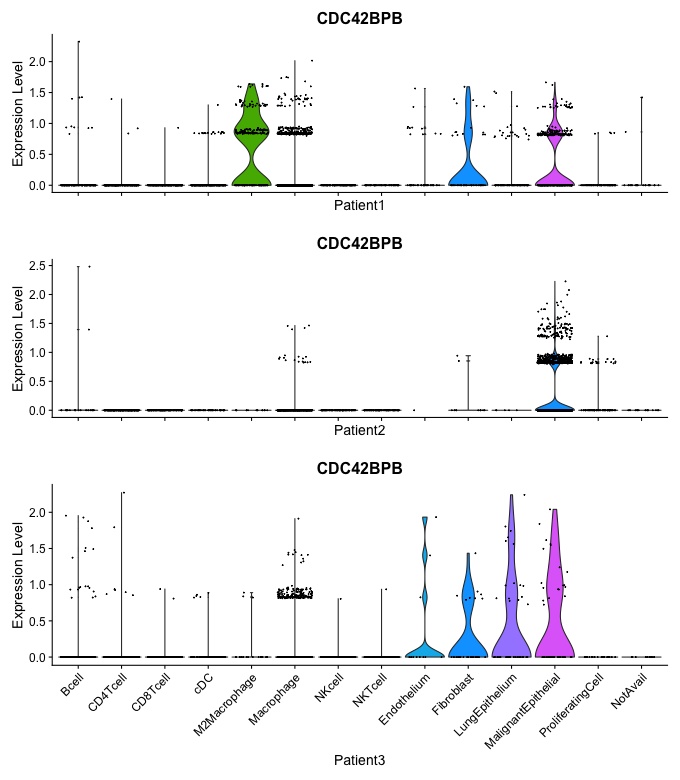 CDC42BPB
Expression Level
2.0
1.5
1.0
0.5
0.0
Patient1
CDC42BPB
Expression Level
2.5
2.0
1.5
1.0
0.5
0.0
Patient2
CDC42BPB
Expression Level
2.0
1.5
1.0
0.5
0.0
Bcell
CD4Tcell
CD8Tcell
cDC
M2Macrophage
Macrophage
NKcell
NKTcell
Endothelium
Fibroblast
LungEpithelium
MalignantEpithelial
ProliferatingCell
NotAvail
Patient3